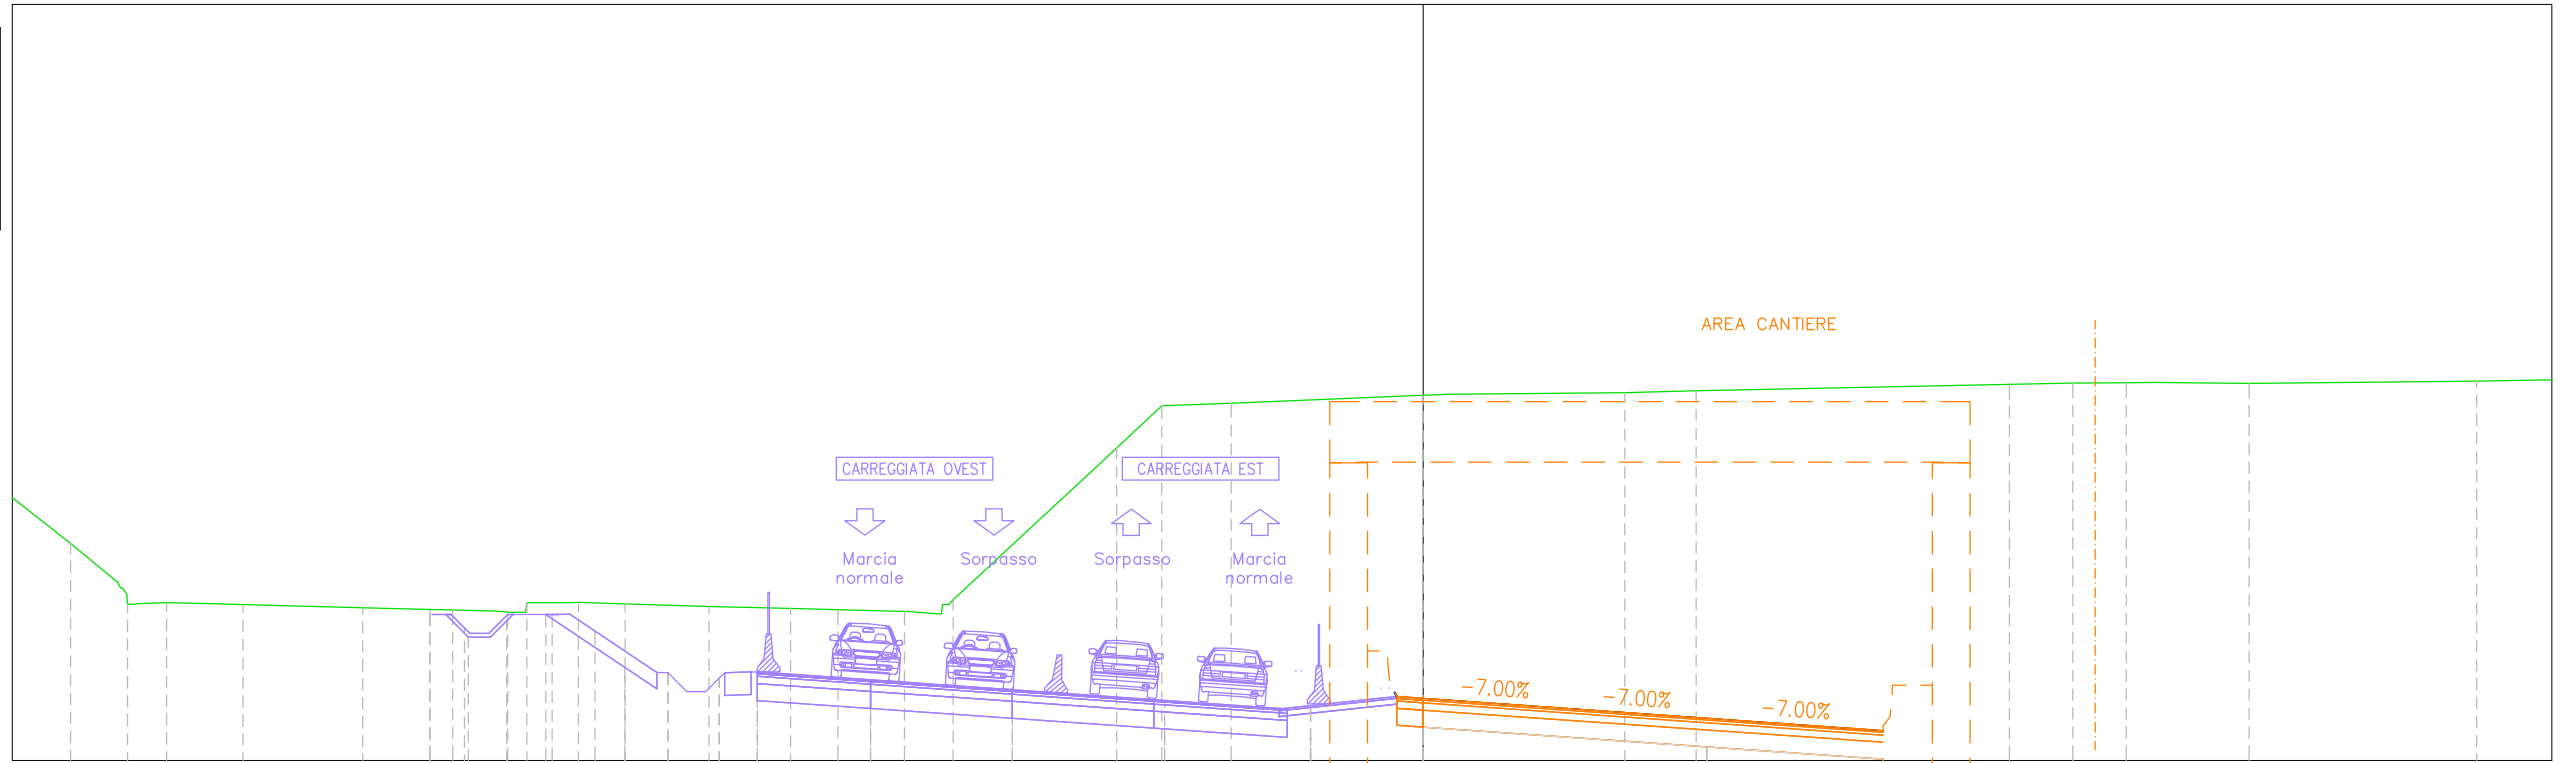 AREA CANTIERE
CARREGGIATA OVEST
CARREGGIATA EST
Marcia
normale
Sorpasso
Sorpasso
Marcia
normale
-7.00%
-7.00%
-7.00%